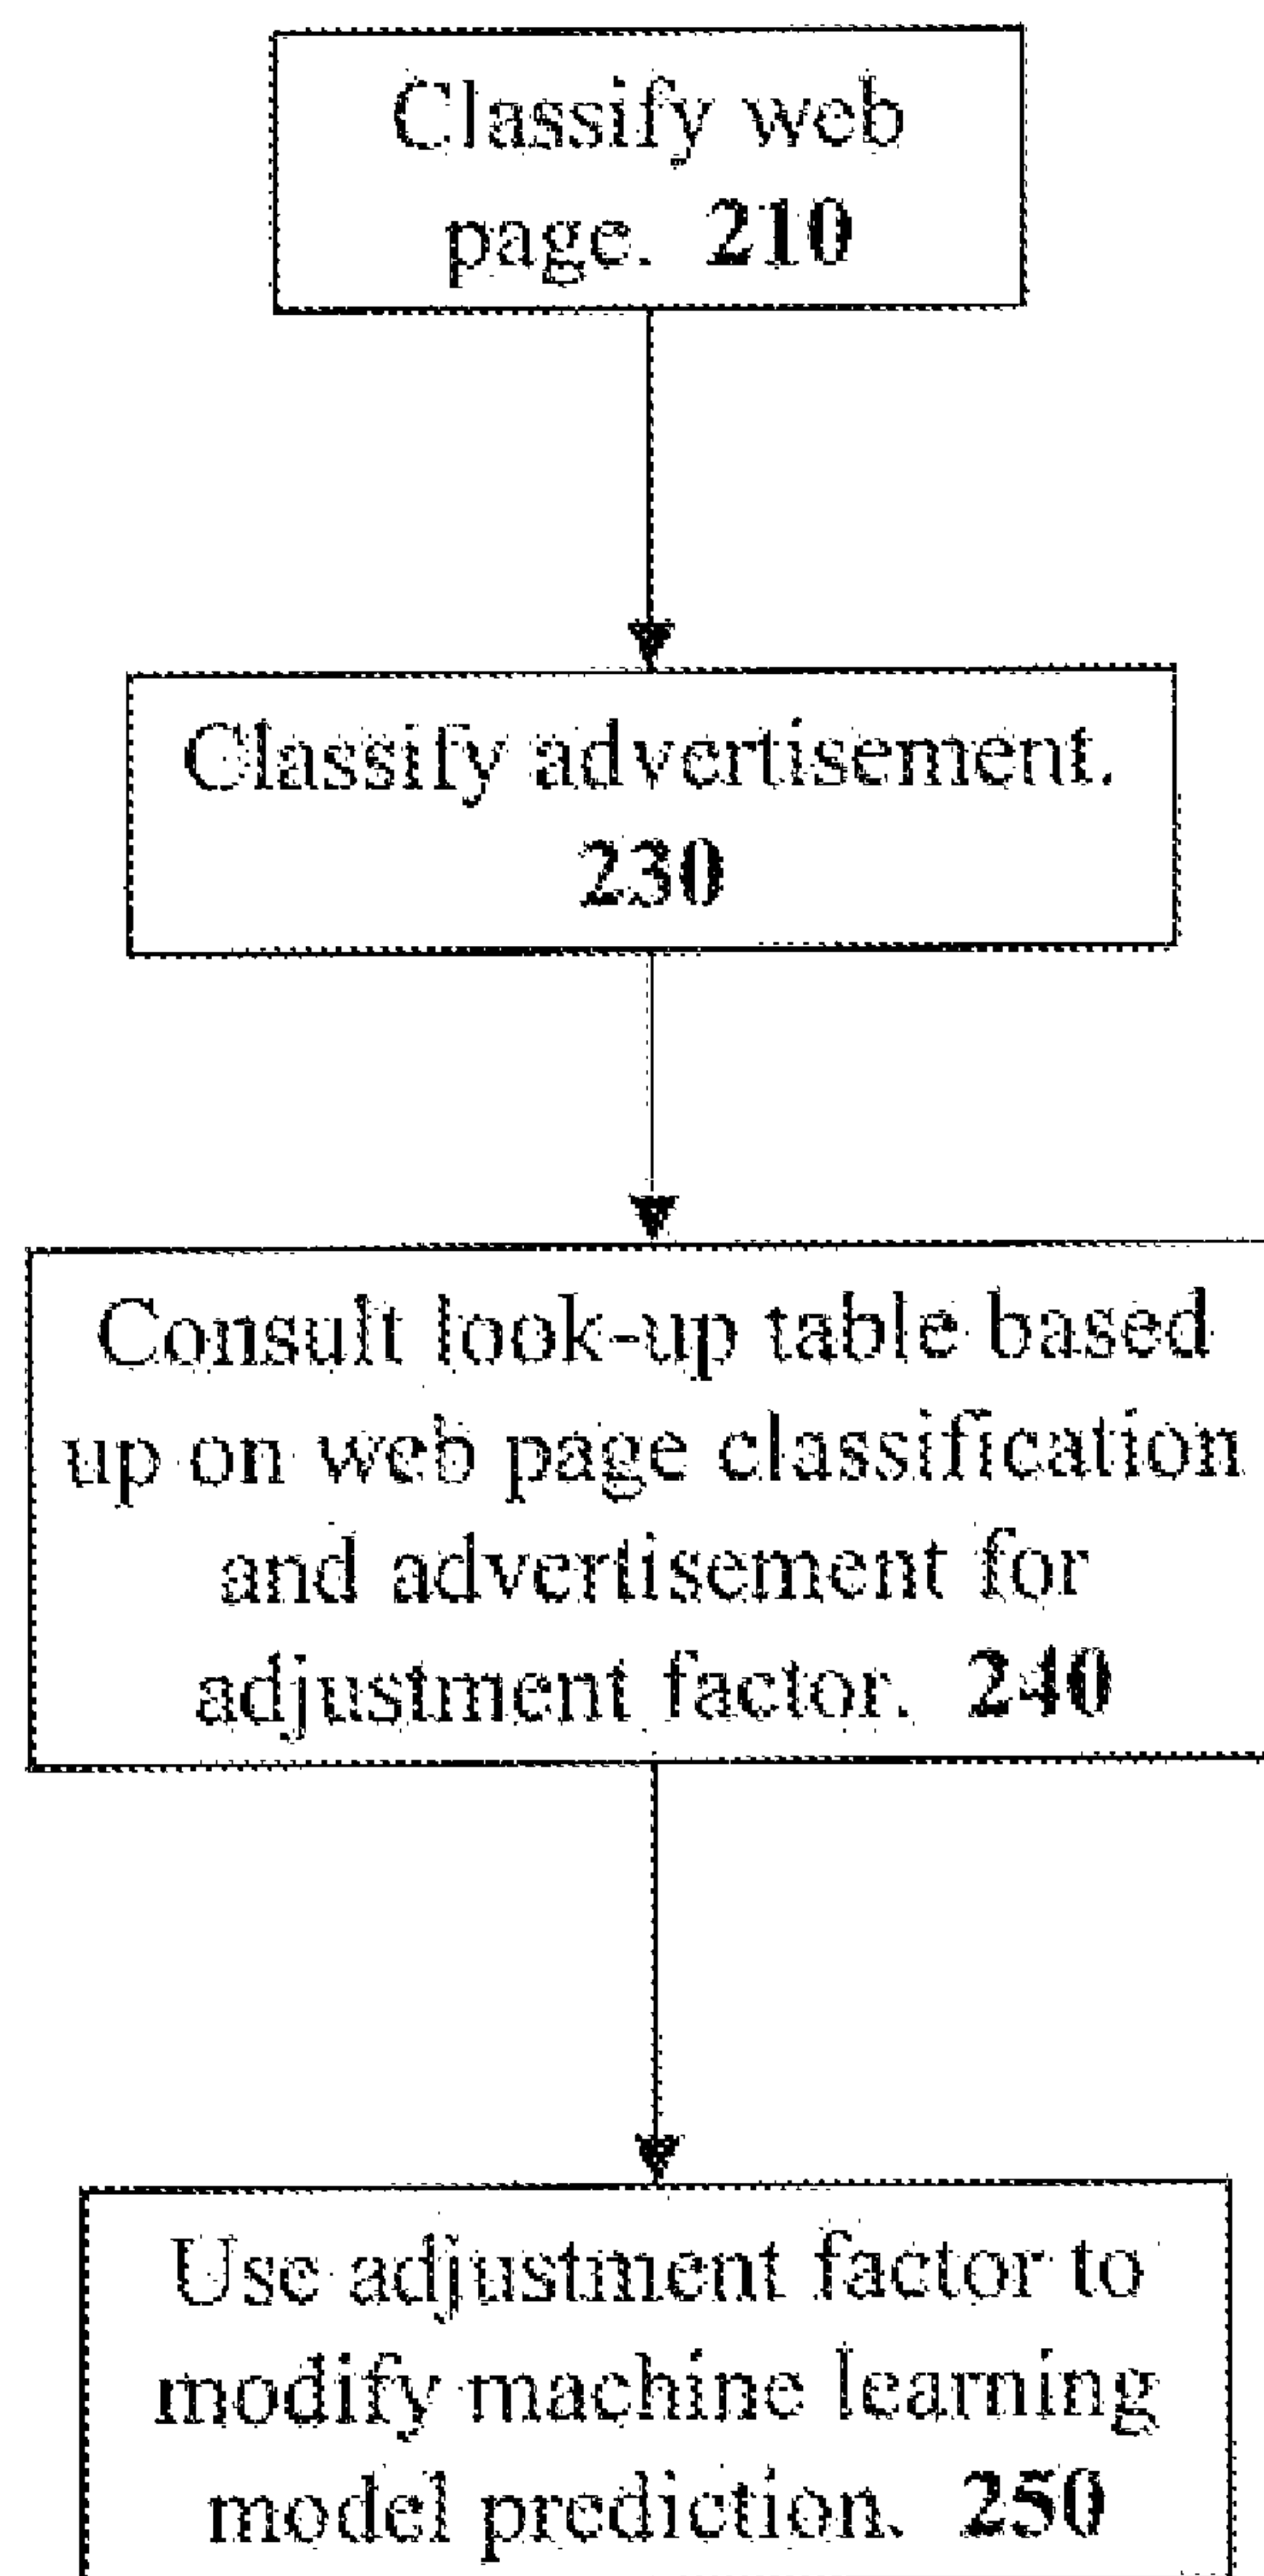 Classify web
page. 210
Classify advertisement.
230
Consult look-up table based
up on web page classification
and advertisement for
adjustment factor. 240
Use adjustment factor to
modify machine learning
model prediction. 250